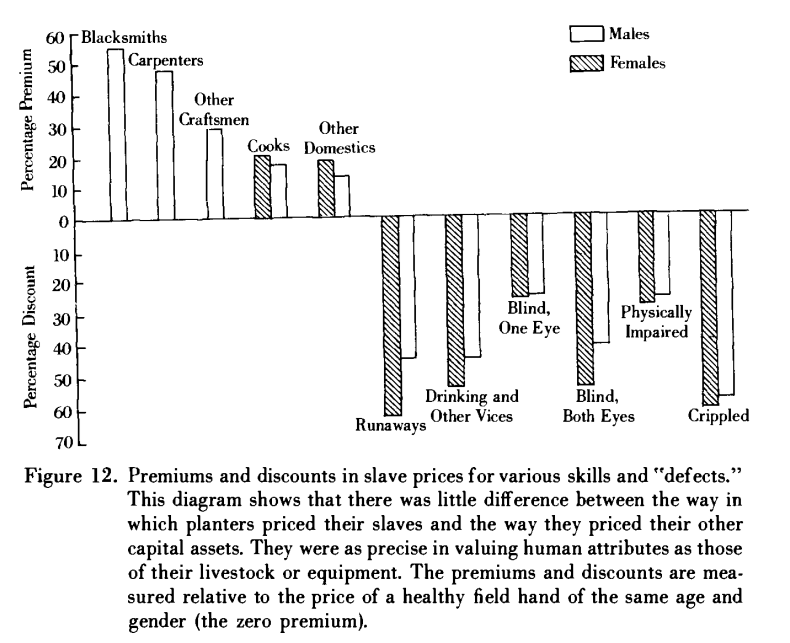 Males
Females
Percentage Premium
60
50
40
30
20
10
0
Blacksmiths
Carpenters
Other
Craftsmen
Cooks
Other
Domestics
Percentage Discount
10
20
30
40
50
60
70
Runaways
Drinking and
Other Vices
Blind,
One Eye
Blind,
Both Eyes
Physically
Impaired
Crippled
Figure 12. Premiums and discounts in slave prices for various skills and "defects."
This diagram shows that there was little difference between the way in
which planters priced their slaves and the way they priced their other
capital assets. They were as precise in valuing human attributes as those
of their livestock or equipment. The premiums and discounts are mea-
sured relative to the price of a healthy field hand of the same age and
gender (the zero premium).